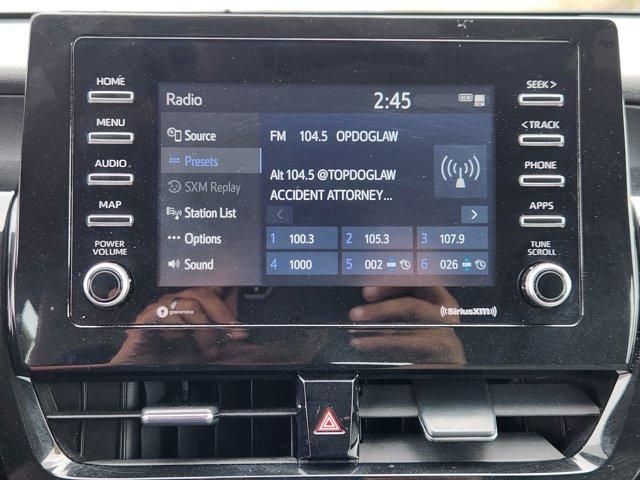 HOME
MENU
AUDIO
MAP
POWER
VOLUME
Radio
2:45
DCM
DCM
Source
Presets
SXM Replay
Station List
Options
Sound
FM 104.5 OPDOGLAW
Alt 104.5 @TOPDOGLAW
ACCIDENT ATTORNEY...
< >
1 100.3 2 105.3 3 107.9
4 1000 5 002 6 026
SEEK >
< TRACK
PHONE
APPS
TUNE
SCROLL
gracenote
((SiriusXM))